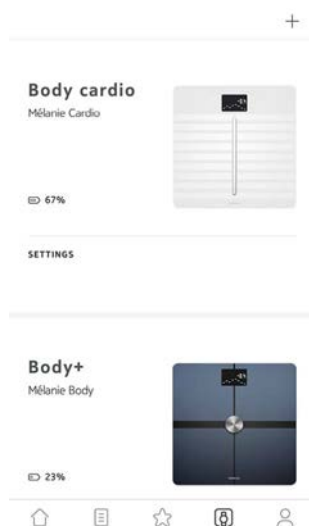 Body cardio
Mélanie Cardio
67%
SETTINGS
Body+
Mélanie Body
23%